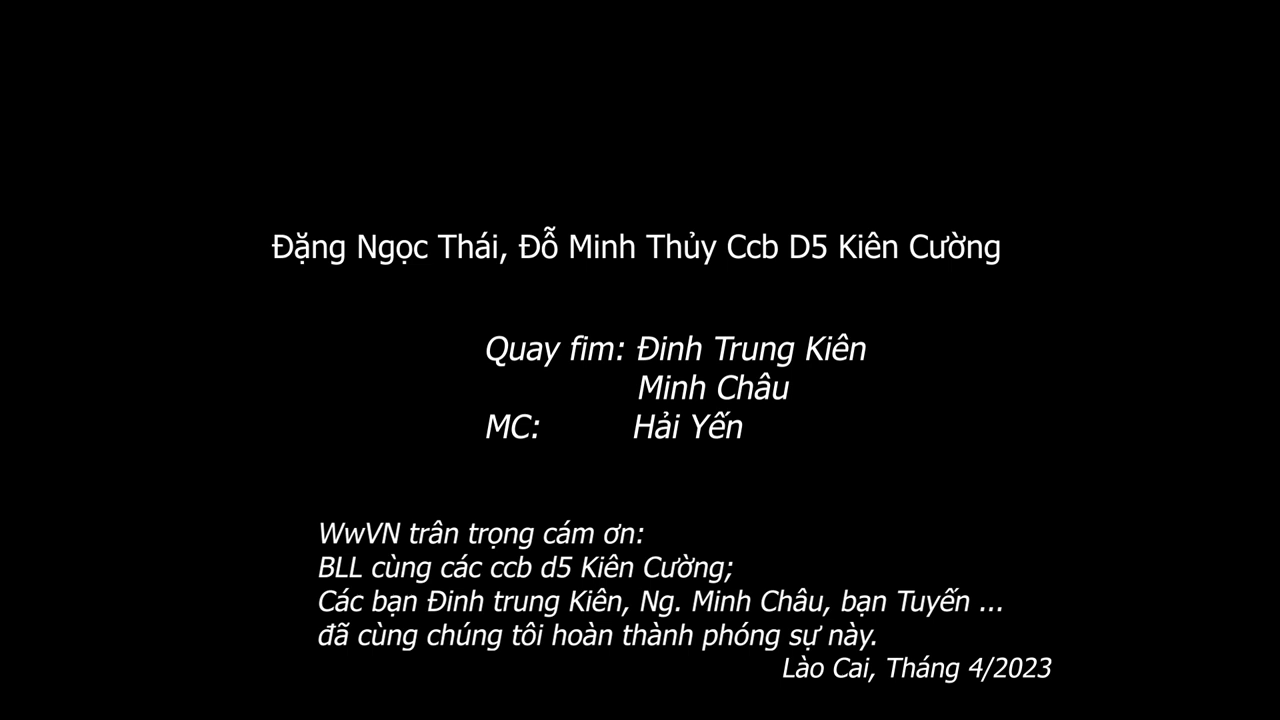 Đặng Ngọc Thái, Đỗ Minh Thủy Ccb D5 Kiên Cường
Quay fim: Đinh Trung Kiên
Minh Châu
MC: Hải Yến
WwVN trân trọng cám ơn:
BLL cùng các ccb d5 Kiên Cường;
Các bạn Đinh trung Kiên, Ng. Minh Châu, bạn Tuyến ...
đã cùng chúng tôi hoàn thành phóng sự này.
Lào Cai, Tháng 4/2023